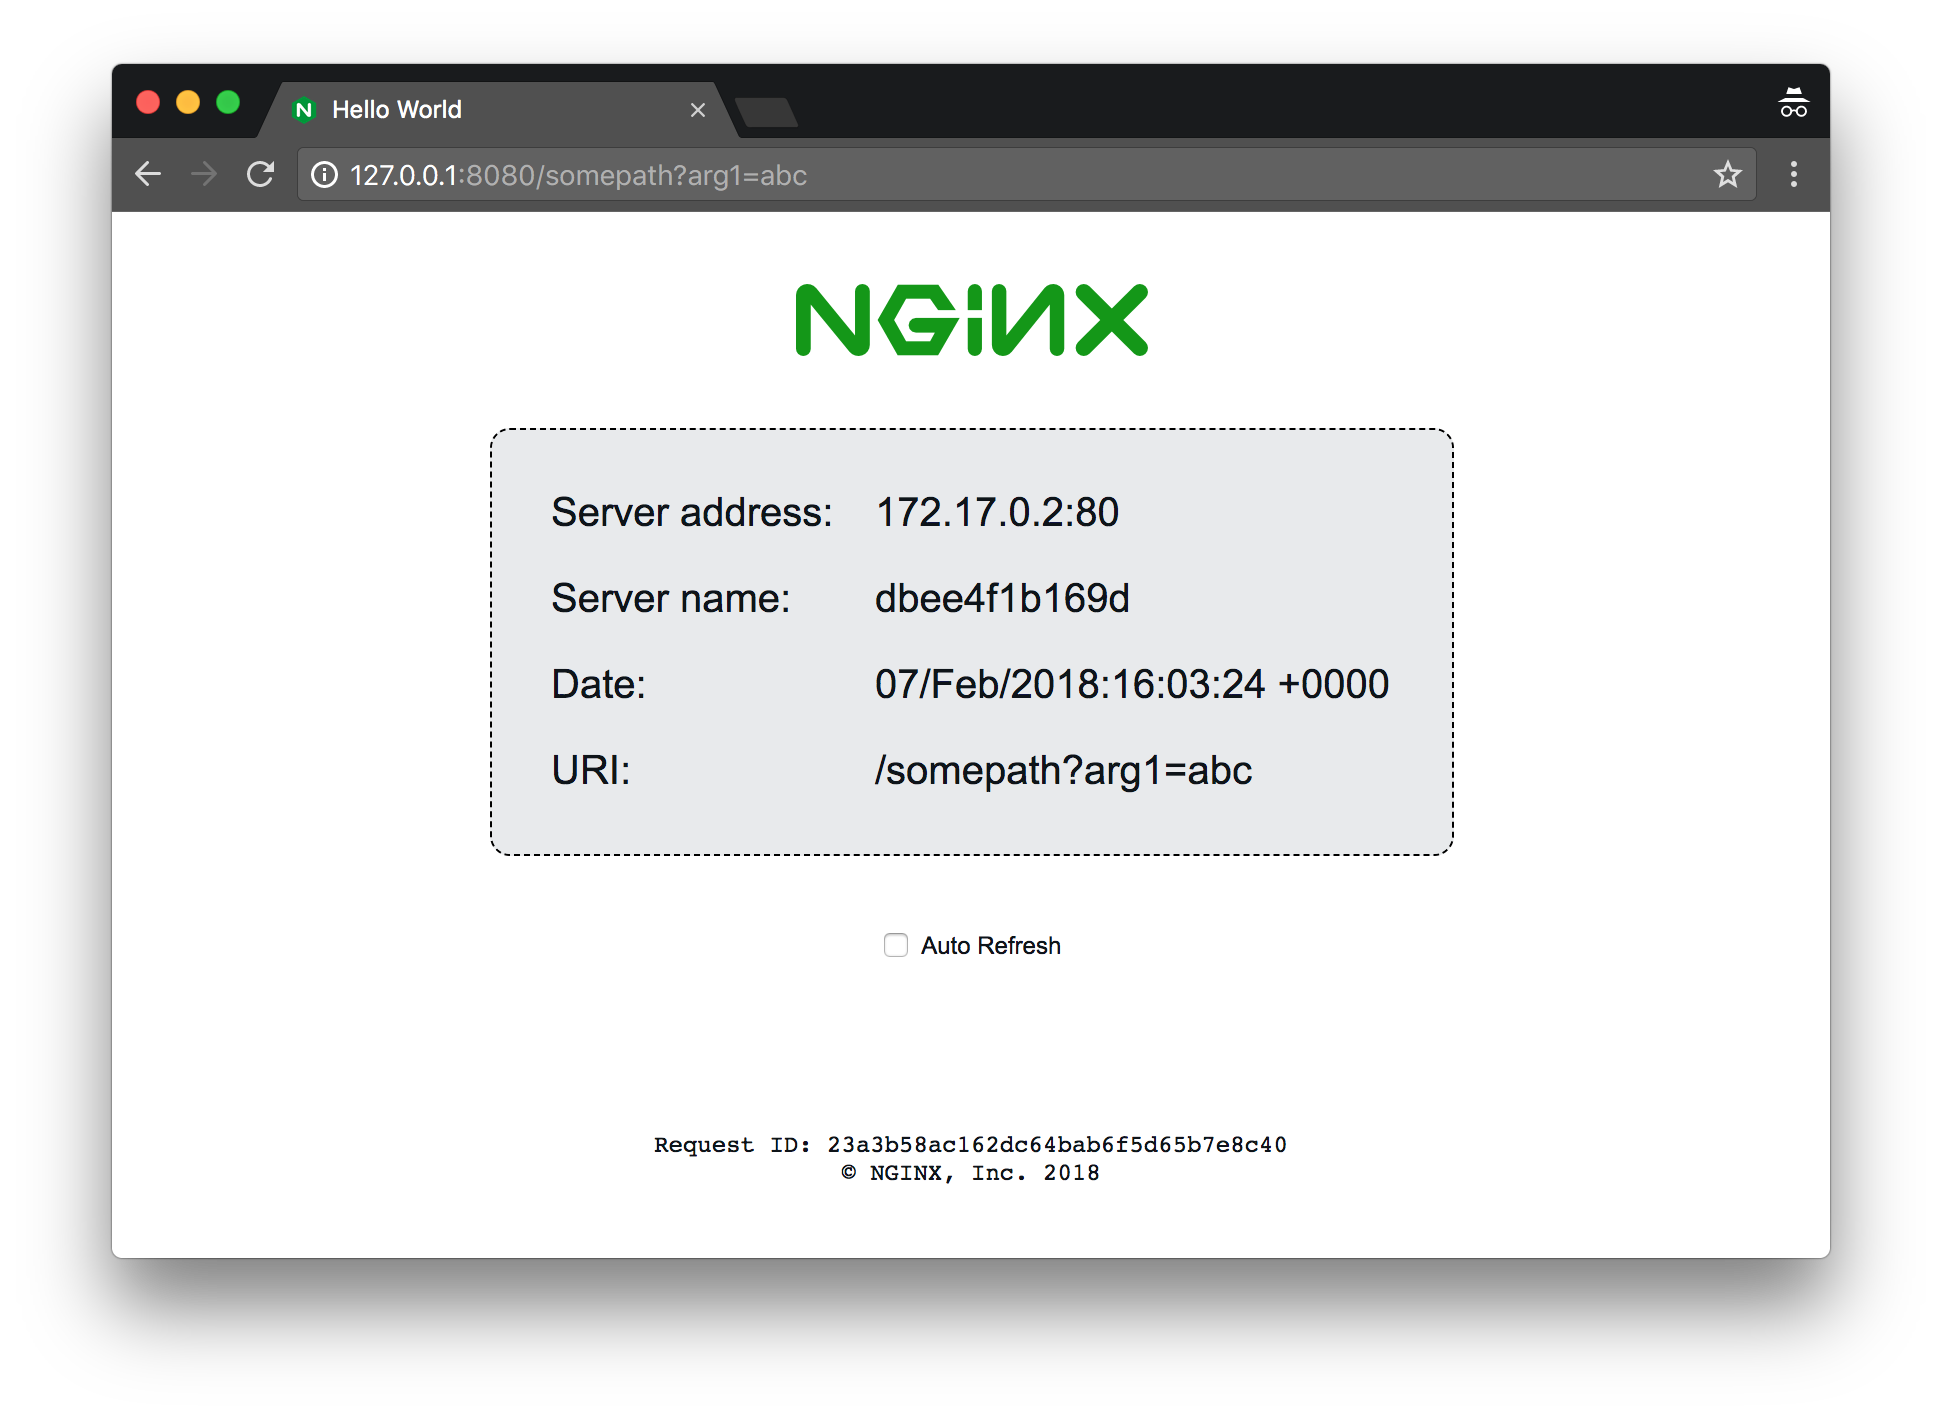 Hello World
127.0.0.1:8080/somepath?arg1=abc
NGINX
Server address: 172.17.0.2:80
Server name: dbee4f1b169d
Date: 07/Feb/2018:16:03:24 +0000
URI: /somepath?arg1=abc
Auto Refresh
Request ID: 23a3b58ac162dc64bab6f5d65b7e8c40
© NGINX, Inc. 2018